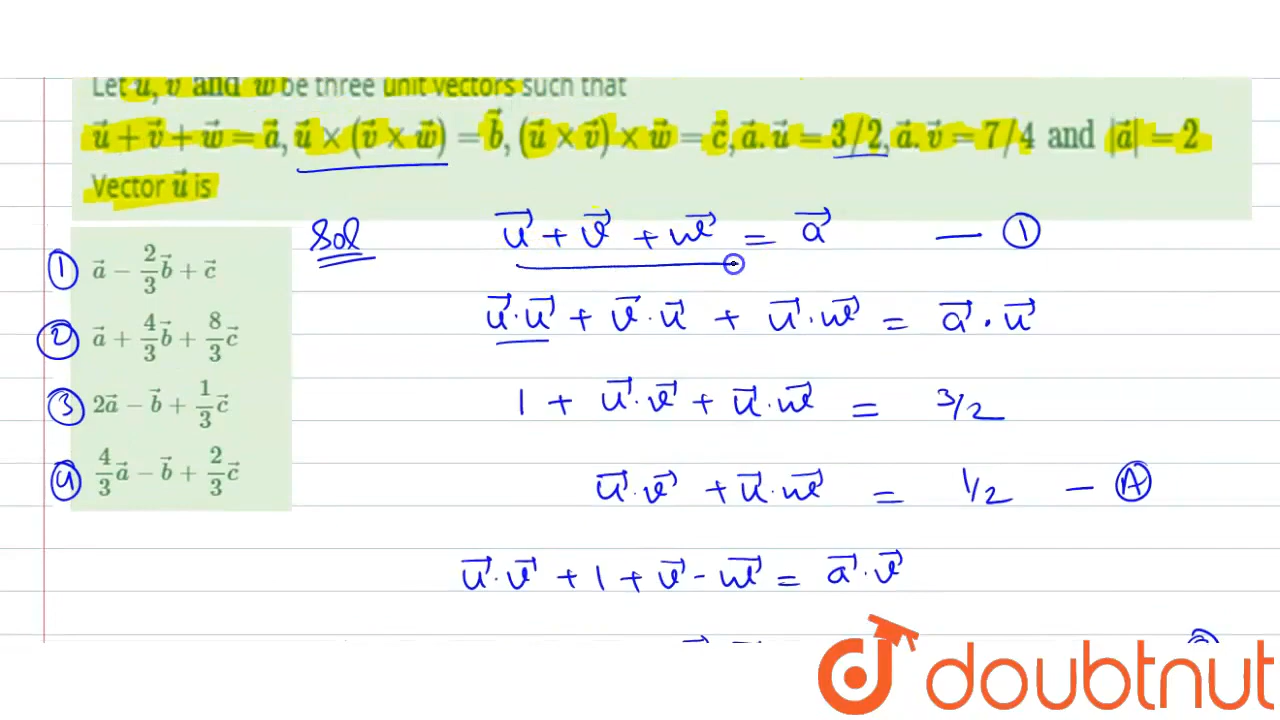 Let u, v and w be three unit vectors such that
u⃗ + v⃗ + w⃗ = a⃗, u⃗ × (v⃗ × w⃗) = b⃗, (u⃗ × v⃗) × w⃗ = c⃗, a⃗. u⃗ = 3/2, a⃗. v⃗ = 7/4 and |a⃗| = 2
Vector u⃗ is
Sol u⃗ + v⃗ + w⃗ = a⃗ — ①
① a⃗ − 2/3 b⃗ + c⃗
② a⃗ + 4/3 b⃗ + 8/3 c⃗
③ 2a⃗ − b⃗ + 1/3 c⃗
④ 4/3 a⃗ − b⃗ + 2/3 c⃗
u⃗·u⃗ + v⃗·u⃗ + u⃗·w⃗ = a⃗·u⃗
1 + u⃗·v⃗ + u⃗·w⃗ = 3/2
u⃗·v⃗ + u⃗·w⃗ = 1/2 — Ⓐ
u⃗·v⃗ + 1 + v⃗·w⃗ = a⃗·v⃗
doubtnut